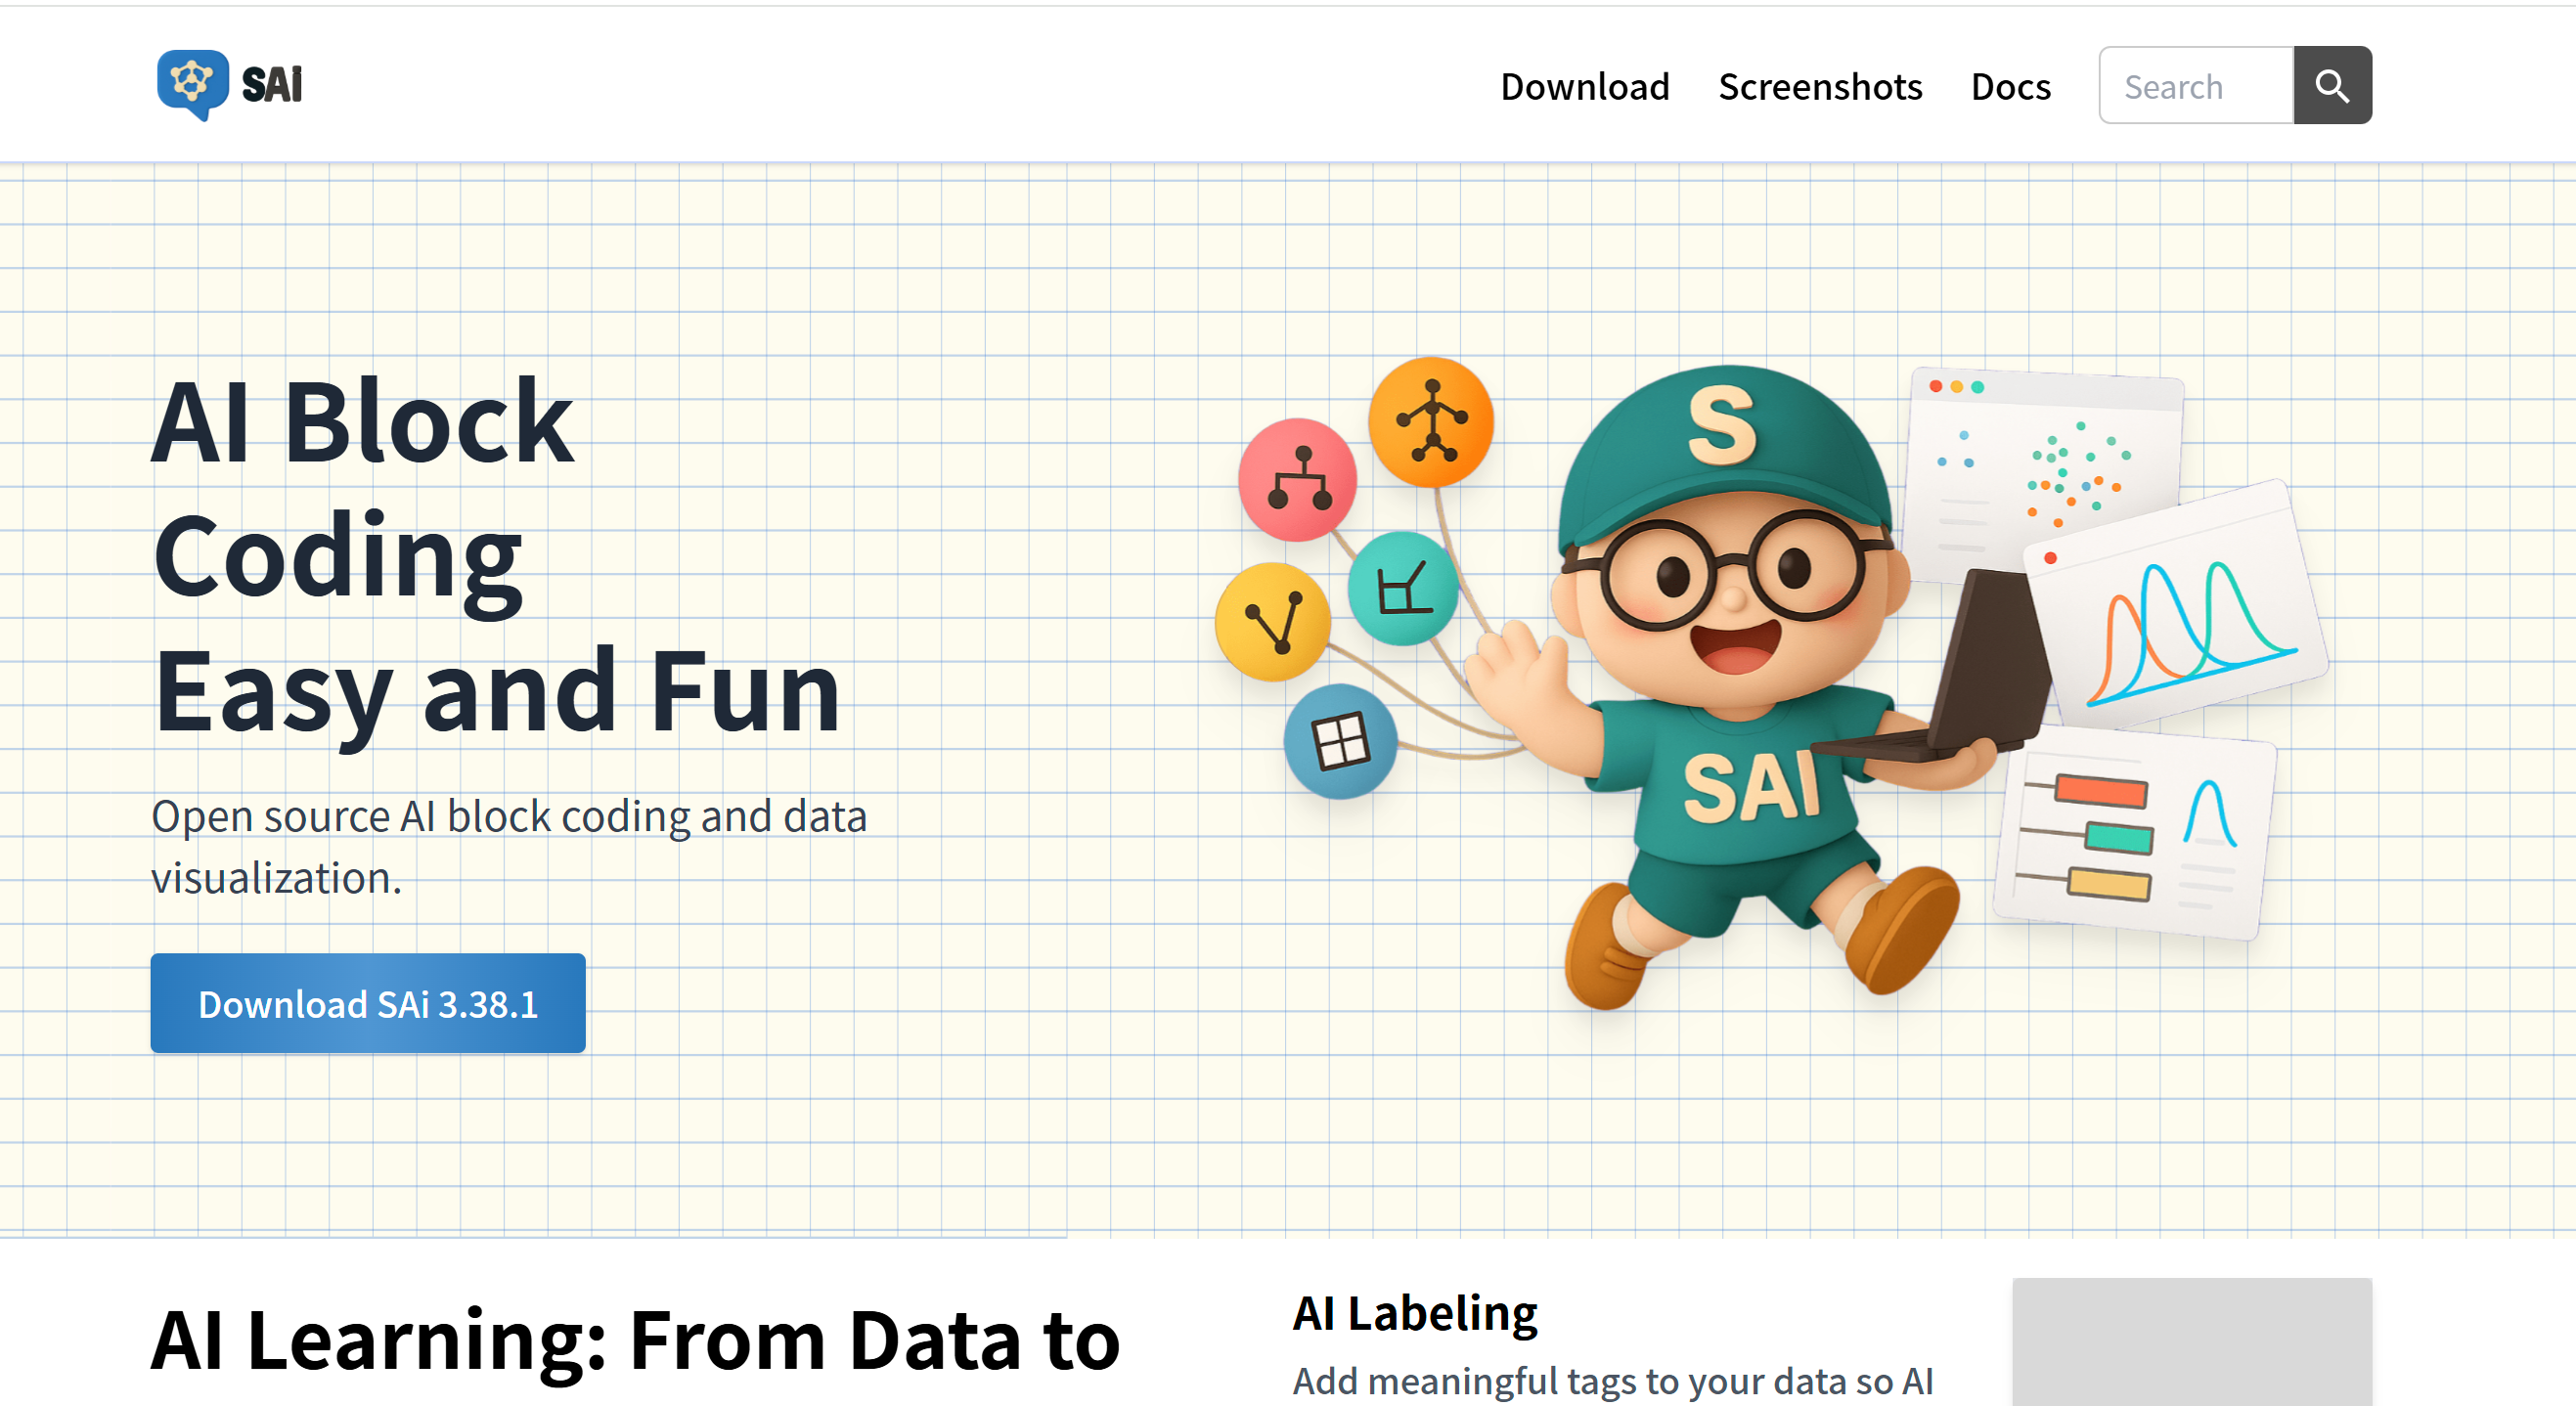 SAi
Download
Screenshots
Docs
Search
AI Block
Coding
Easy and Fun
Open source AI block coding and data
visualization.
Download SAi 3.38.1
S
SAI
AI Learning: From Data to
AI Labeling
Add meaningful tags to your data so AI